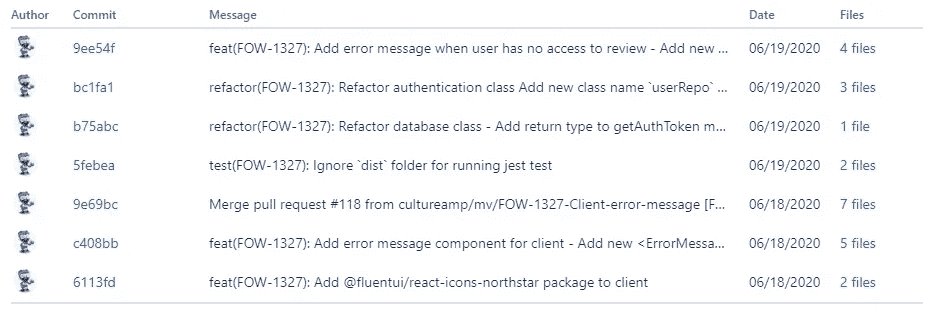 Author Commit Message Date Files
9ee54f feat(FOW-1327): Add error message when user has no access to review - Add new ... 06/19/2020 4 files
bc1fa1 refactor(FOW-1327): Refactor authentication class Add new class name `userRepo` ... 06/19/2020 3 files
b75abc refactor(FOW-1327): Refactor database class - Add return type to getAuthToken m... 06/19/2020 1 file
5febea test(FOW-1327): Ignore `dist` folder for running jest test 06/19/2020 2 files
9e69bc Merge pull request #118 from cultureamp/mv/FOW-1327-Client-error-message [F... 06/18/2020 7 files
c408bb feat(FOW-1327): Add error message component for client - Add new <ErrorMessa... 06/18/2020 5 files
6113fd feat(FOW-1327): Add @fluentui/react-icons-northstar package to client 06/18/2020 2 files